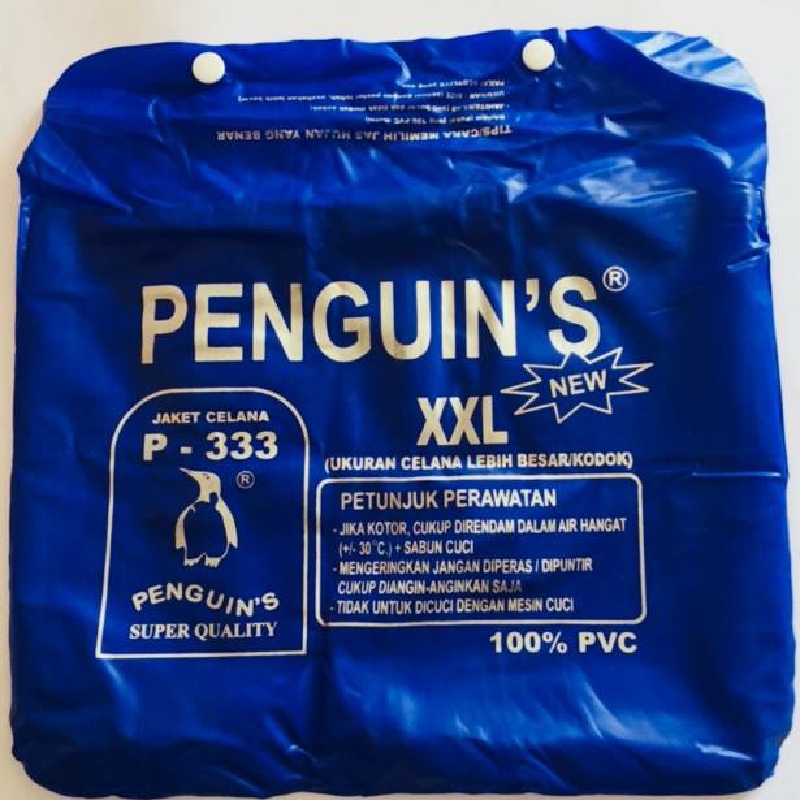 TIPS/CARA MEMILIH JAS HUJAN YANG BENAR
PENGUIN'S®
NEW
XXL
(UKURAN CELANA LEBIH BESAR/KODOK)
JAKET CELANA
P - 333
®
PENGUIN'S
SUPER QUALITY
PETUNJUK PERAWATAN
- JIKA KOTOR, CUKUP DIRENDAM DALAM AIR HANGAT
(+/- 30°C.) + SABUN CUCI
- MENGERINGKAN JANGAN DIPERAS / DIPUNTIR
CUKUP DIANGIN-ANGINKAN SAJA
- TIDAK UNTUK DICUCI DENGAN MESIN CUCI
100% PVC